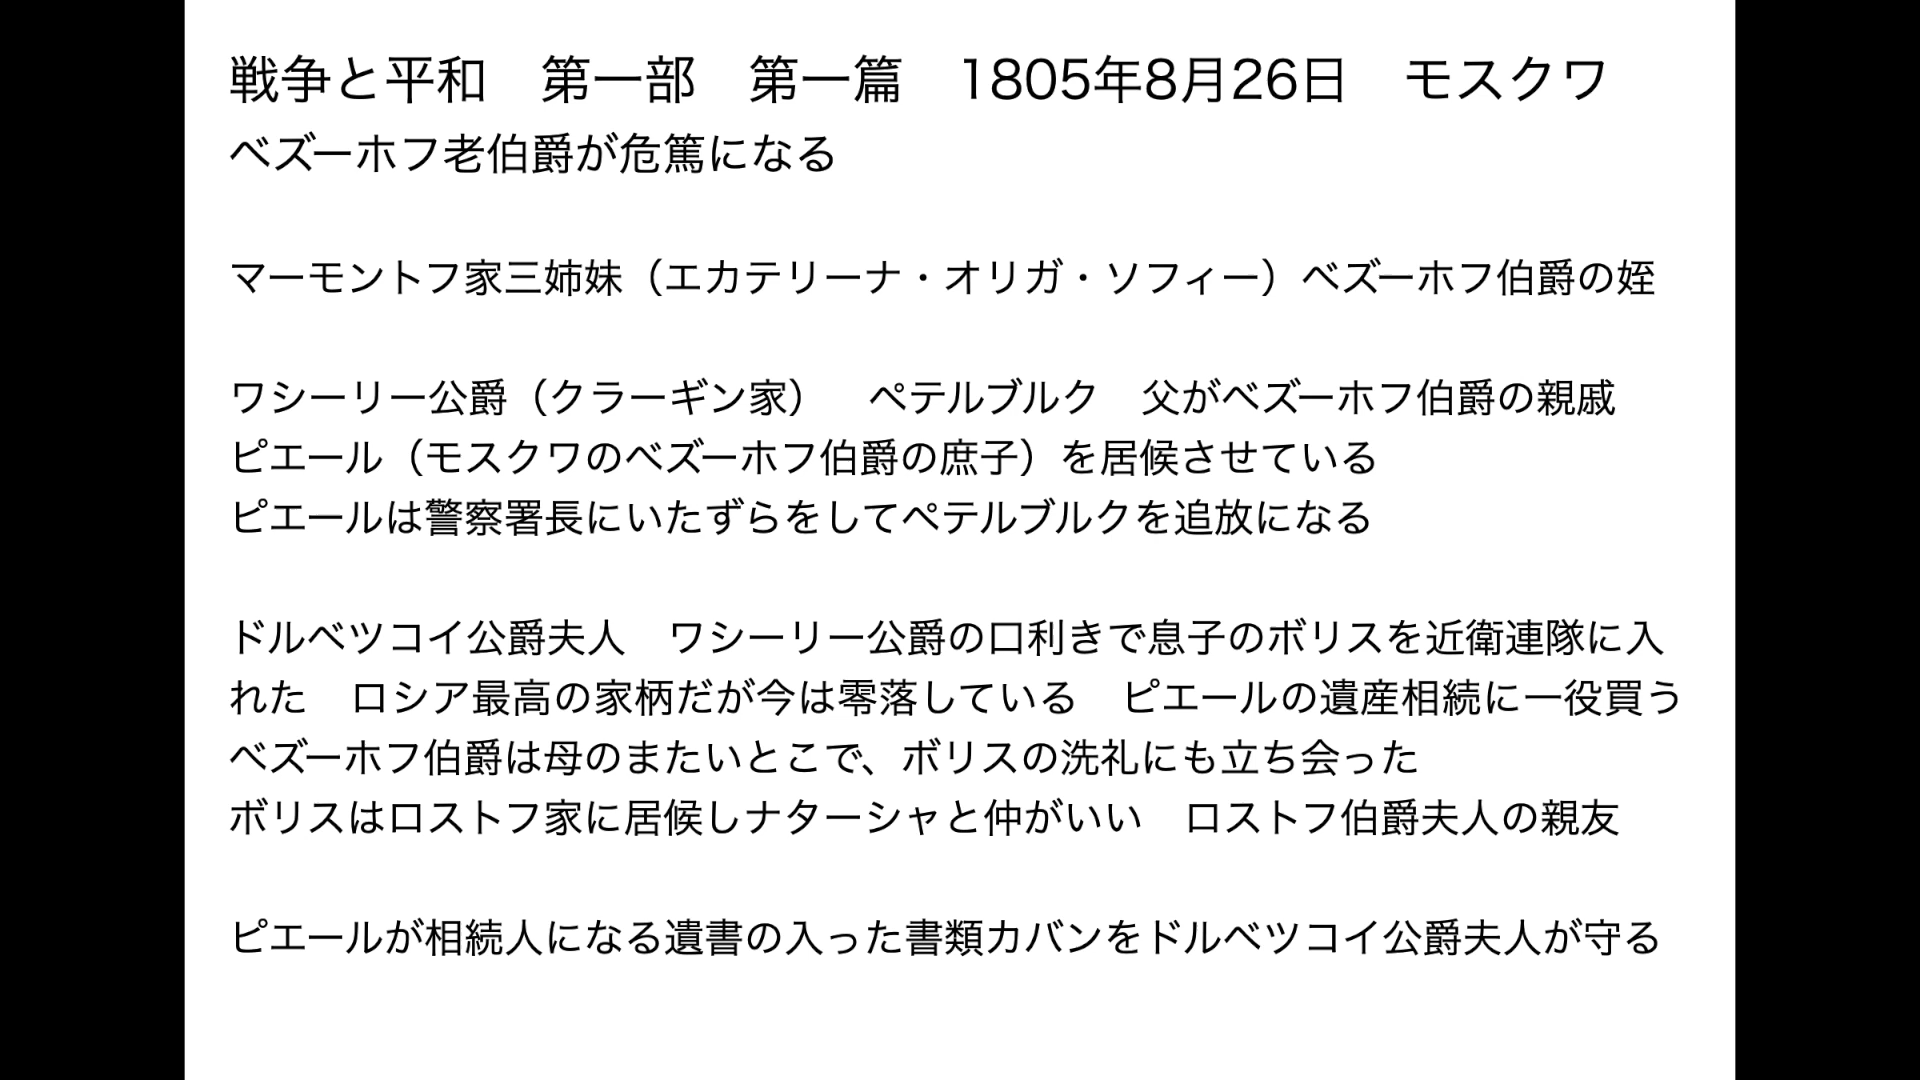 戦争と平和　第一部　第一篇　1805年8月26日　モスクワ
ベズーホフ老伯爵が危篤になる
マーモントフ家三姉妹（エカテリーナ・オリガ・ソフィー）ベズーホフ伯爵の姪
ワシーリー公爵（クラーギン家）　ペテルブルク　父がベズーホフ伯爵の親戚
ピエール（モスクワのベズーホフ伯爵の庶子）を居候させている
ピエールは警察署長にいたずらをしてペテルブルクを追放になる
ドルベツコイ公爵夫人　ワシーリー公爵の口利きで息子のボリスを近衛連隊に入
れた　ロシア最高の家柄だが今は零落している　ピエールの遺産相続に一役買う
ベズーホフ伯爵は母のまたいとこで、ボリスの洗礼にも立ち会った
ボリスはロストフ家に居候しナターシャと仲がいい　ロストフ伯爵夫人の親友
ピエールが相続人になる遺書の入った書類カバンをドルベツコイ公爵夫人が守る